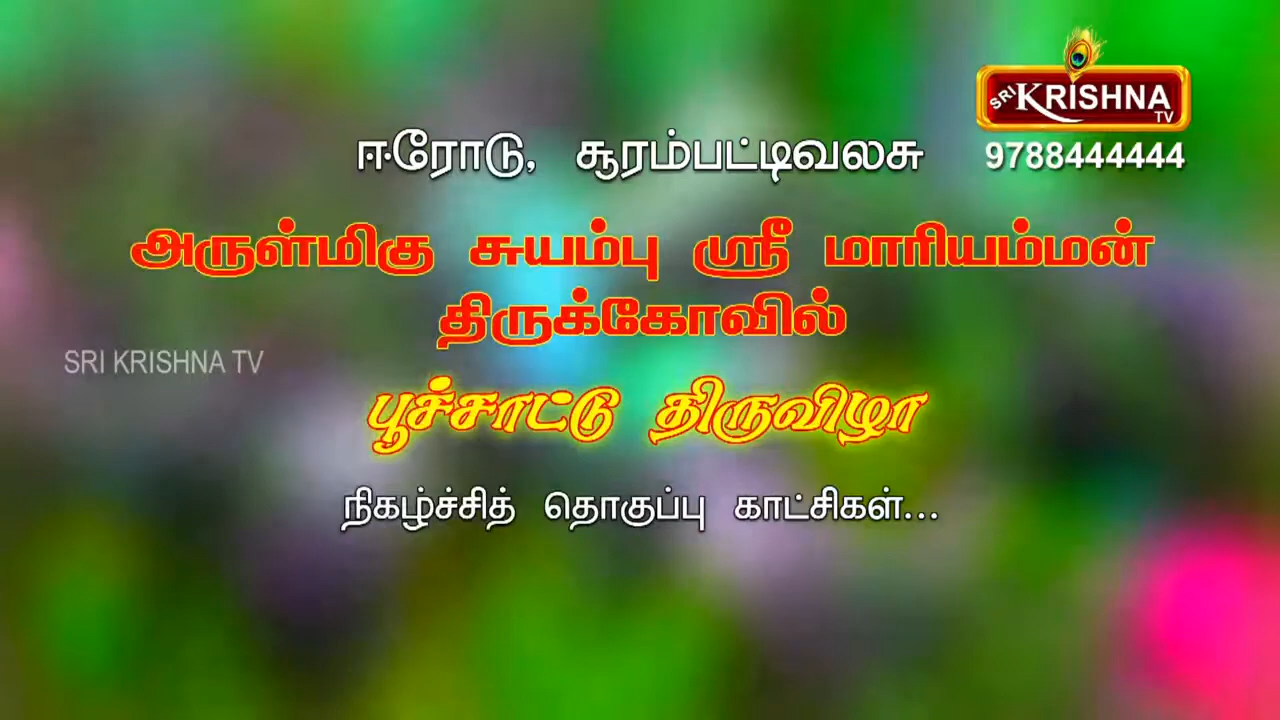 SRI KRISHNA TV
9788444444
ஈரோடு, சூரம்பட்டிவலசு
அருள்மிகு சுயம்பு ஸ்ரீ மாரியம்மன்
திருக்கோவில்
SRI KRISHNA TV
பூச்சாட்டு திருவிழா
நிகழ்ச்சித் தொகுப்பு காட்சிகள்...